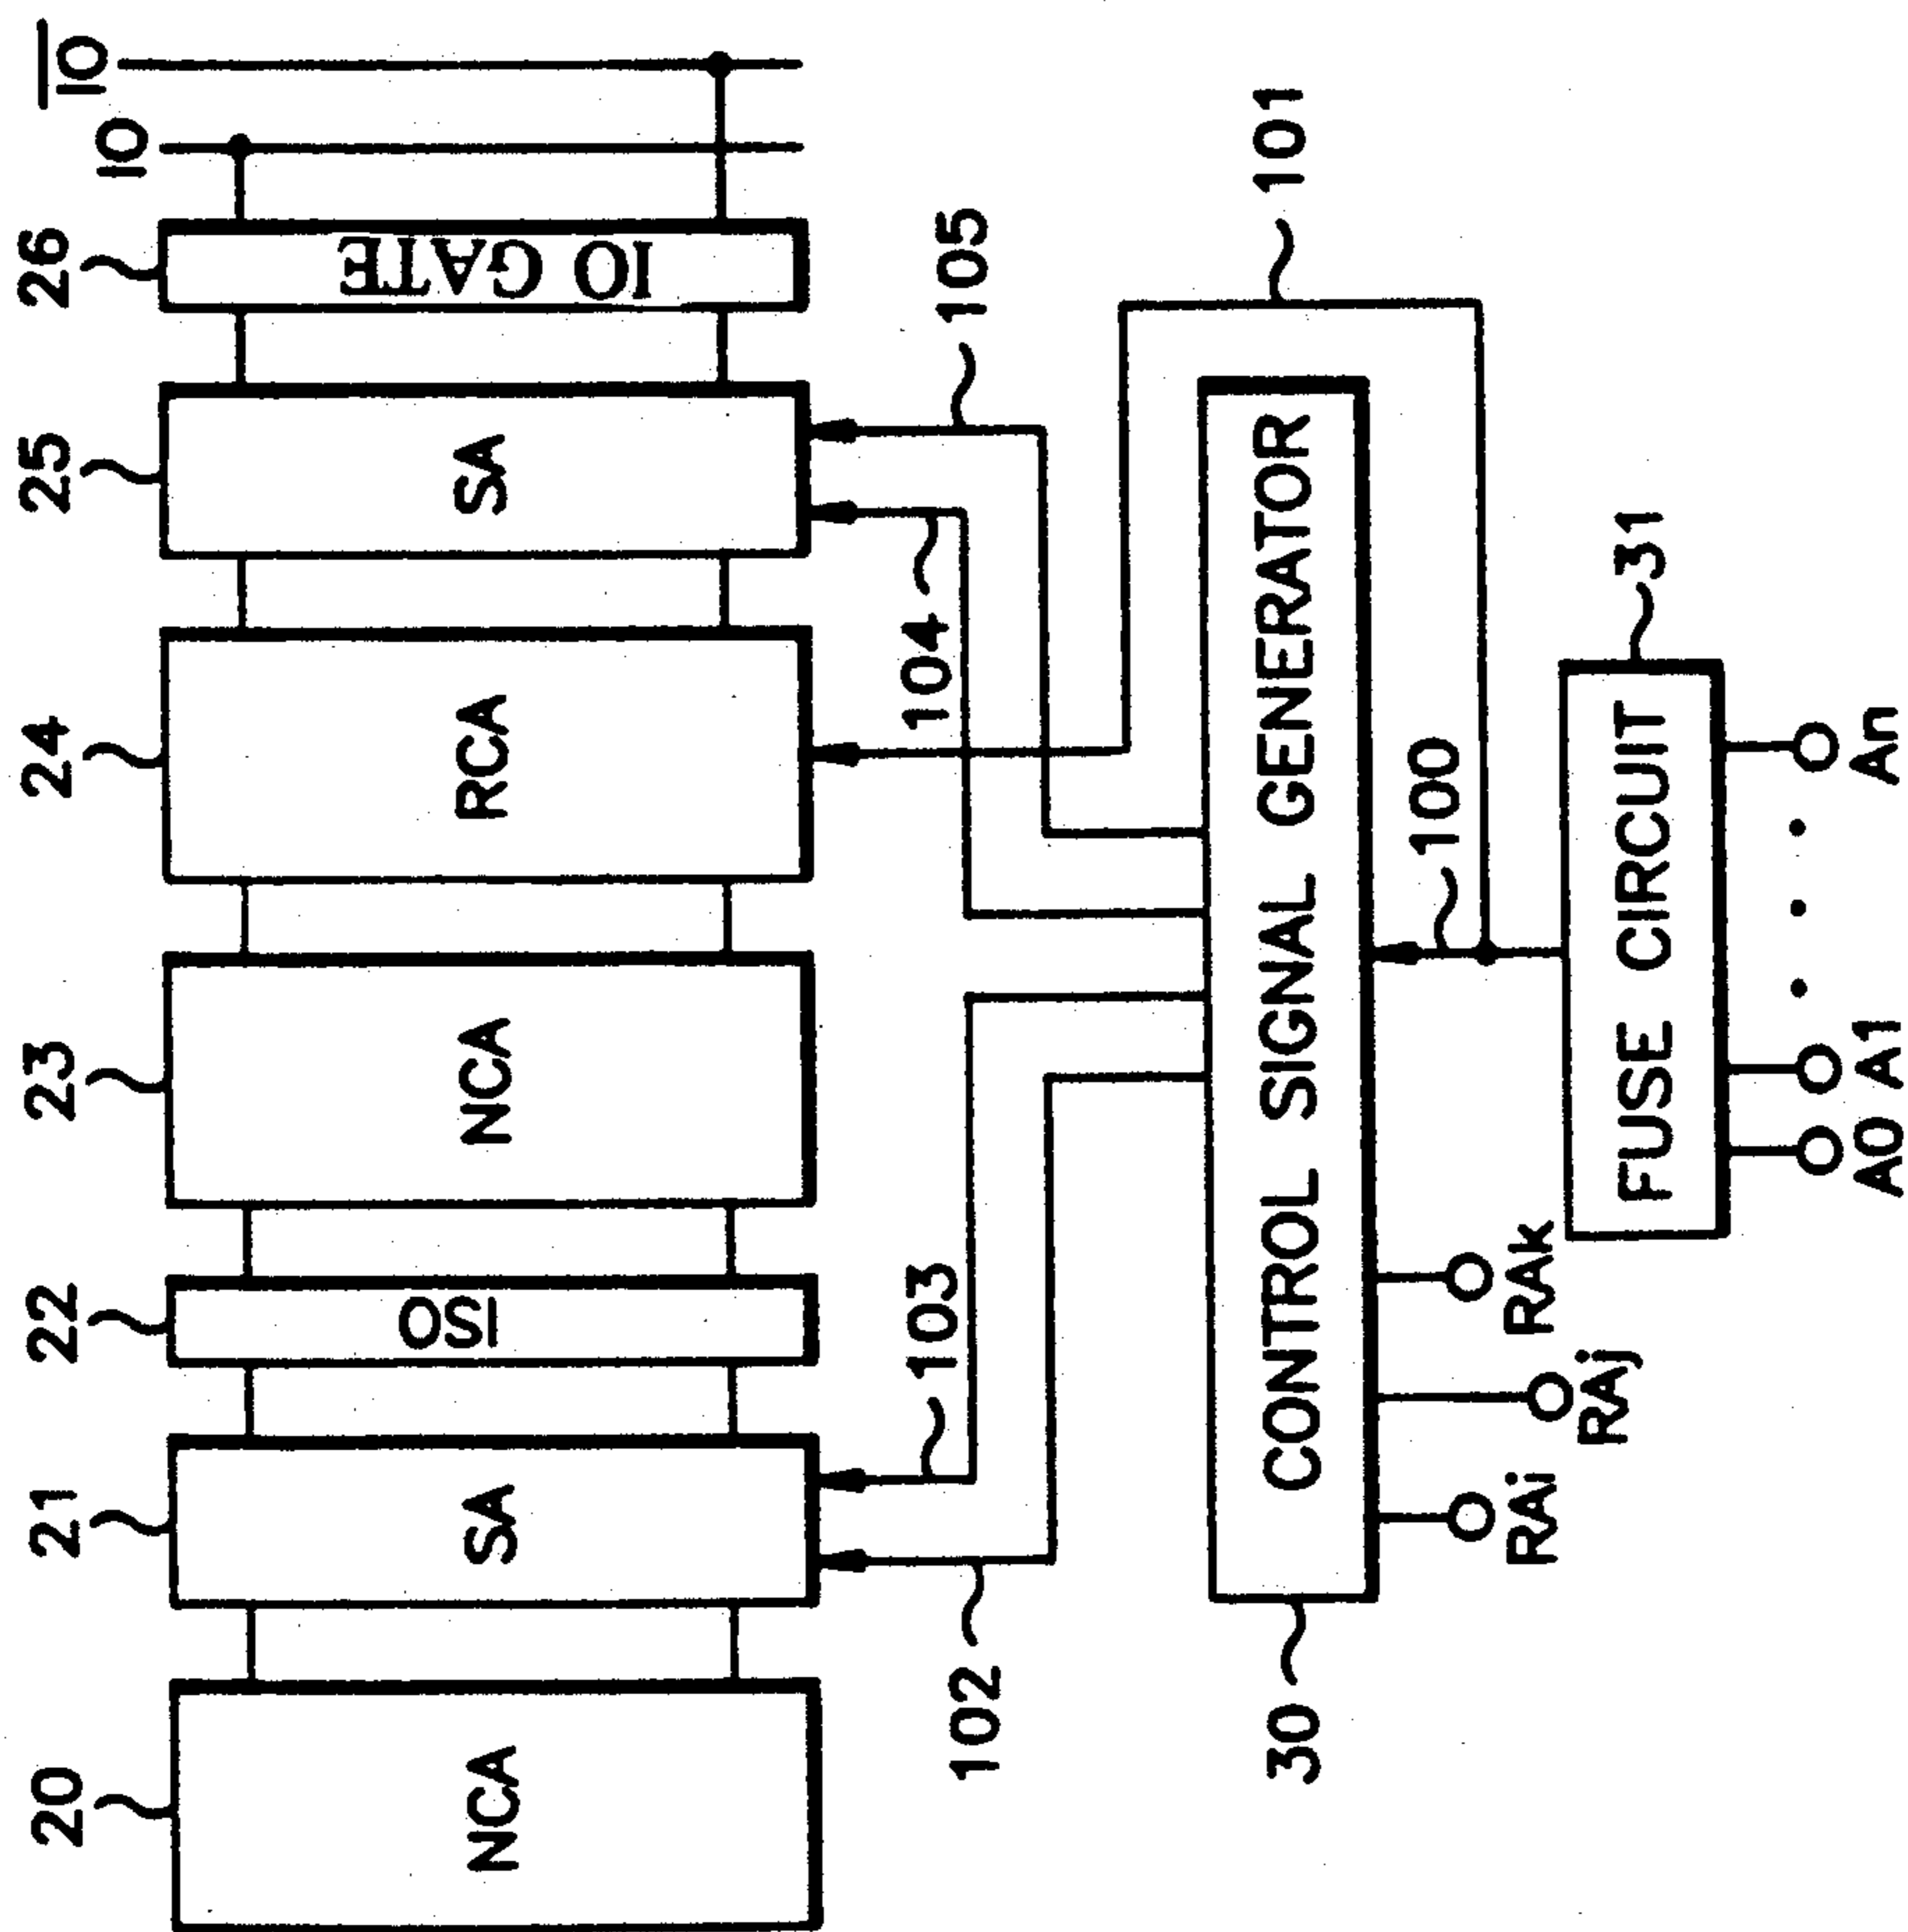 20 21 22 23 24 25 26 IO I̅O̅
NCA SA ISO NCA RCA SA IO GATE
102 103 104 105
30 CONTROL SIGNAL GENERATOR 101
100
RAi RAj RAk
FUSE CIRCUIT 31
A0 A1 . . . An